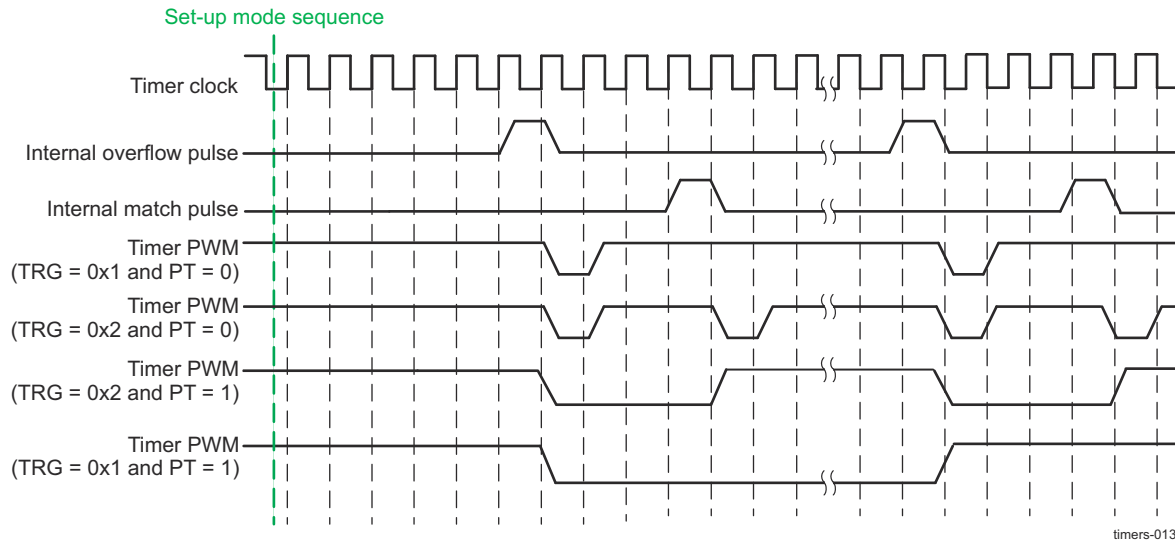 Set-up mode sequence
Timer clock
Internal overflow pulse
Internal match pulse
Timer PWM
(TRG = 0x1 and PT = 0)
Timer PWM
(TRG = 0x2 and PT = 0)
Timer PWM
(TRG = 0x2 and PT = 1)
Timer PWM
(TRG = 0x1 and PT = 1)
timers-013